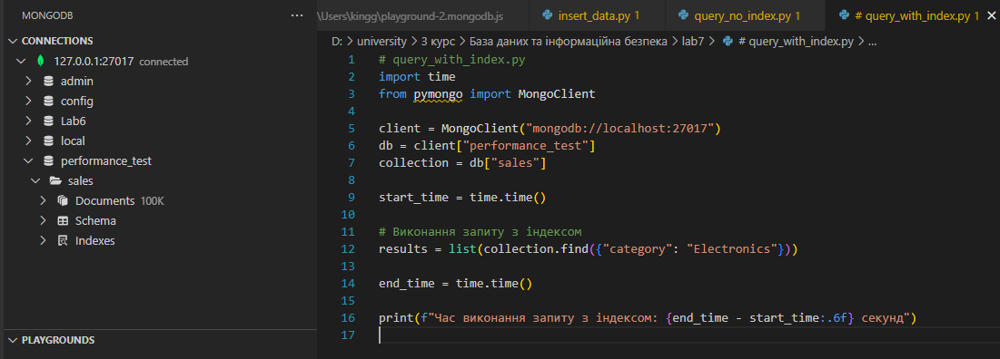 MONGODB ...
CONNECTIONS
127.0.0.1:27017 connected
admin
config
Lab6
local
performance_test
sales
Documents 100K
Schema
Indexes
PLAYGROUNDS
\Users\kingg\playground-2.mongodb.js insert_data.py 1 query_no_index.py 1 # query_with_index.py 1
D: > university > 3 курс > База даних та інформаційна безпека > lab7 > # query_with_index.py > ...
1 # query_with_index.py
2 import time
3 from pymongo import MongoClient
4
5 client = MongoClient("mongodb://localhost:27017")
6 db = client["performance_test"]
7 collection = db["sales"]
8
9 start_time = time.time()
10
11 # Виконання запиту з індексом
12 results = list(collection.find({"category": "Electronics"}))
13
14 end_time = time.time()
15
16 print(f"Час виконання запиту з індексом: {end_time - start_time:.6f} секунд")
17